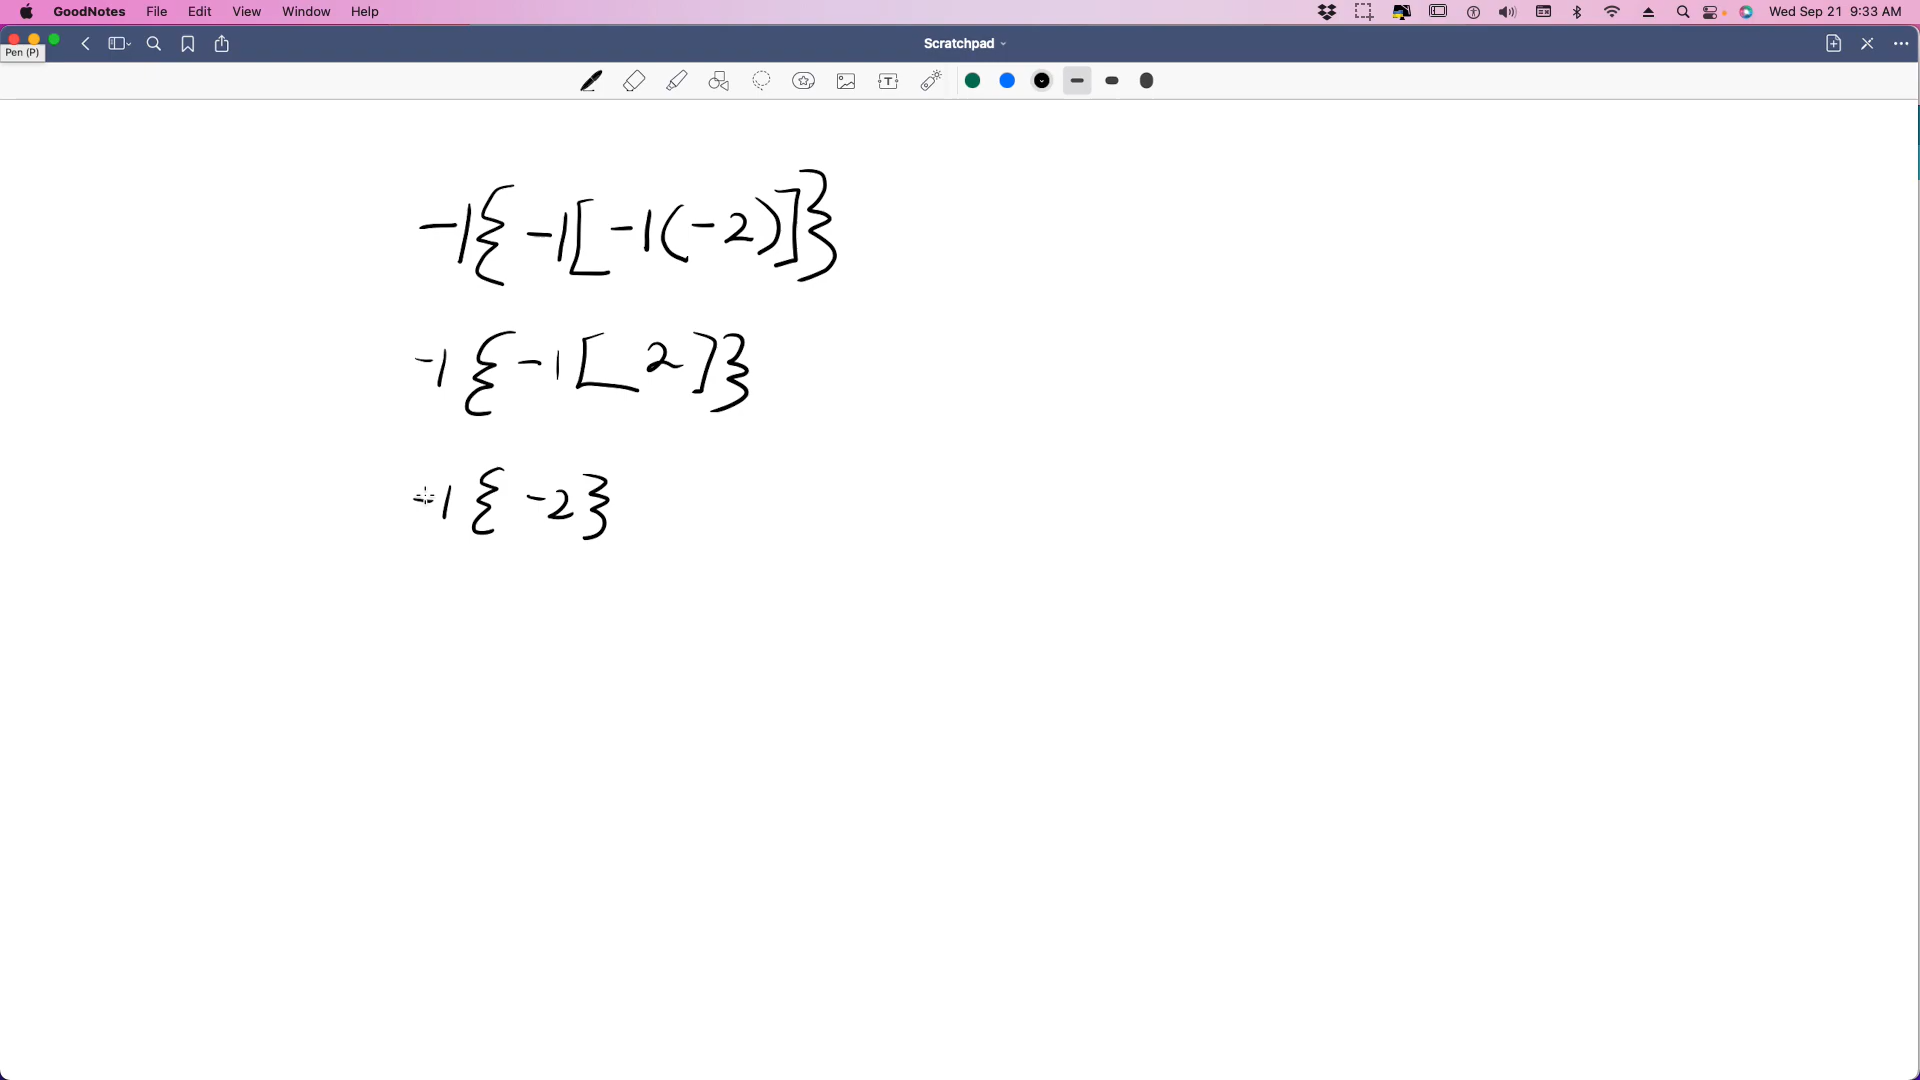 GoodNotes File Edit View Window Help Wed Sep 21 9:33 AM
Pen (P)
Scratchpad
T
-1{-1[-1(-2)]}
-1{-1[2]}
-1{-2}